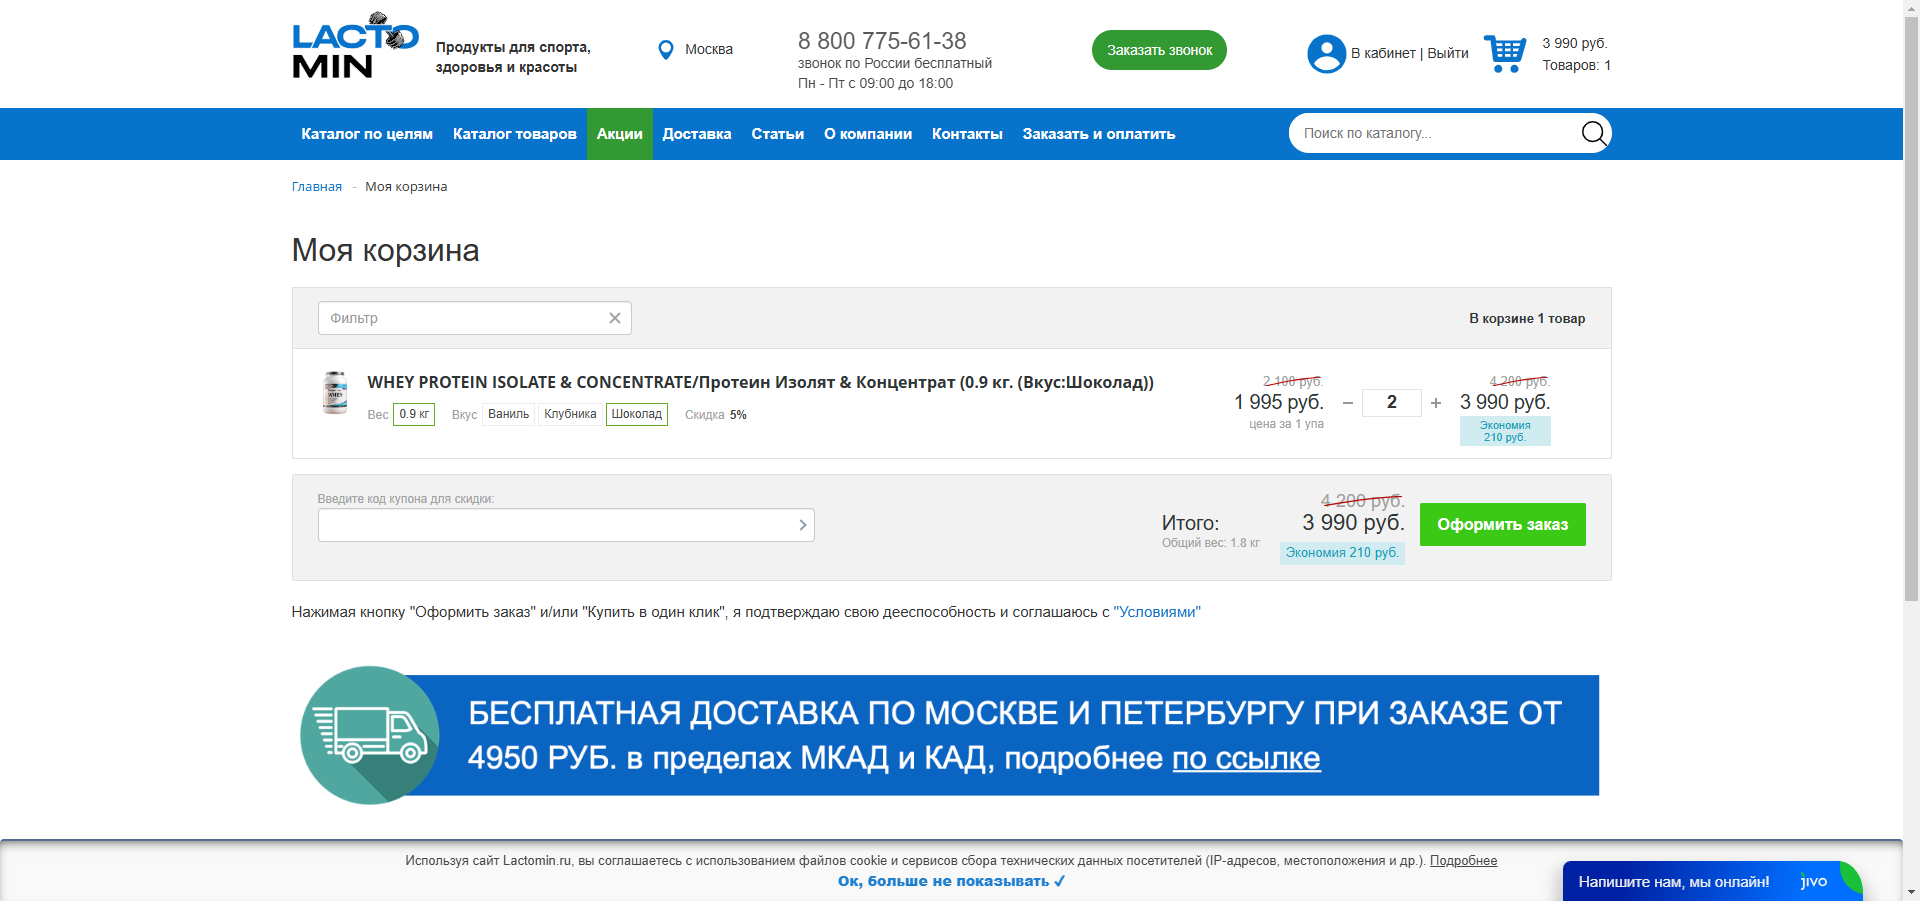 LACTO
MIN
Продукты для спорта,
здоровья и красоты
Москва
8 800 775-61-38
звонок по России бесплатный
Пн - Пт с 09:00 до 18:00
Заказать звонок
В кабинет | Выйти
3 990 руб.
Товаров: 1
Каталог по целям
Каталог товаров
Акции
Доставка
Статьи
О компании
Контакты
Заказать и оплатить
Поиск по каталогу...
Главная - Моя корзина
Моя корзина
Фильтр
В корзине 1 товар
WHEY PROTEIN ISOLATE & CONCENTRATE/Протеин Изолят & Концентрат (0.9 кг. (Вкус:Шоколад))
Вес 0.9 кг Вкус Ваниль Клубника Шоколад Скидка 5%
2 100 руб.
1 995 руб.
цена за 1 упа
2
4 200 руб.
3 990 руб.
Экономия
210 руб.
WHEY
Введите код купона для скидки:
Итого:
Общий вес: 1.8 кг
4 200 руб.
3 990 руб.
Экономия 210 руб.
Оформить заказ
Нажимая кнопку "Оформить заказ" и/или "Купить в один клик", я подтверждаю свою дееспособность и соглашаюсь с "Условиями"
БЕСПЛАТНАЯ ДОСТАВКА ПО МОСКВЕ И ПЕТЕРБУРГУ ПРИ ЗАКАЗЕ ОТ
4950 РУБ. в пределах МКАД и КАД, подробнее по ссылке
Используя сайт Lactomin.ru, вы соглашаетесь с использованием файлов cookie и сервисов сбора технических данных посетителей (IP-адресов, местоположения и др.). Подробнее
Ок, больше не показывать ✓
Напишите нам, мы онлайн!
jivo